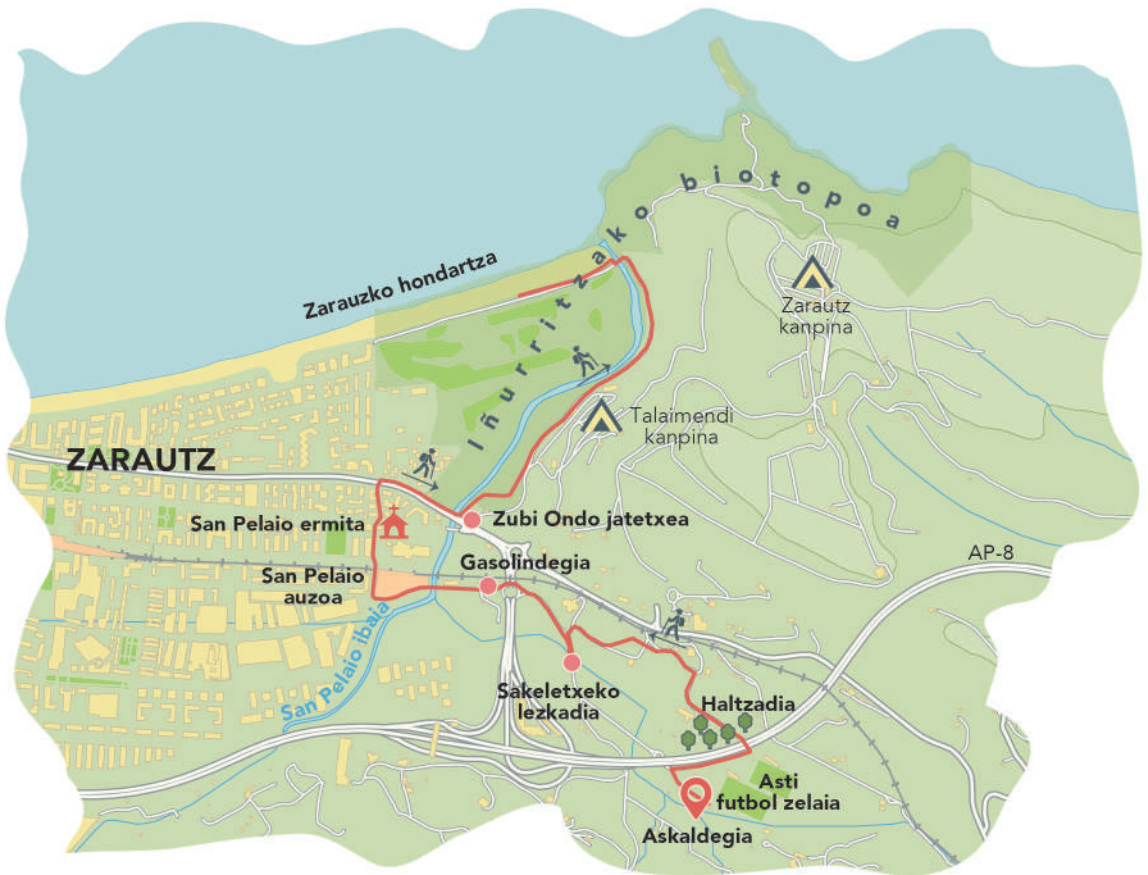 Iñurritzako biotopoa
Zarauzko hondartza
Zarautz
kanpina
Talaimendi
kanpina
ZARAUTZ
San Pelaio ermita
Zubi Ondo jatetxea
Gasolindegia
AP-8
San Pelaio
auzoa
San Pelaio ibaia
Sakeletxeko
lezkadia
Haltzadia
Asti
futbol zelaia
Askaldegia